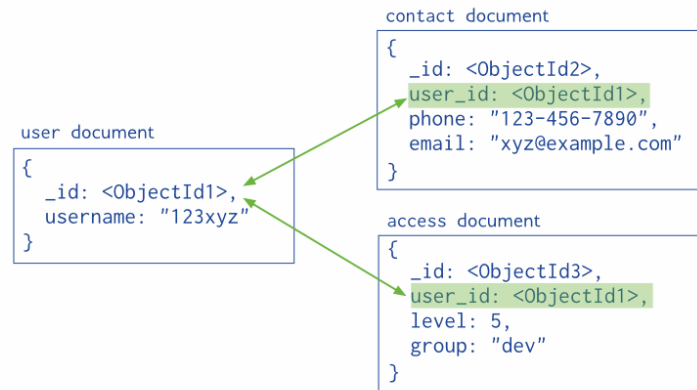 user document
{
_id: <ObjectId1>,
username: "123xyz"
}
contact document
{
_id: <ObjectId2>,
user_id: <ObjectId1>,
phone: "123-456-7890",
email: "xyz@example.com"
}
access document
{
_id: <ObjectId3>,
user_id: <ObjectId1>,
level: 5,
group: "dev"
}